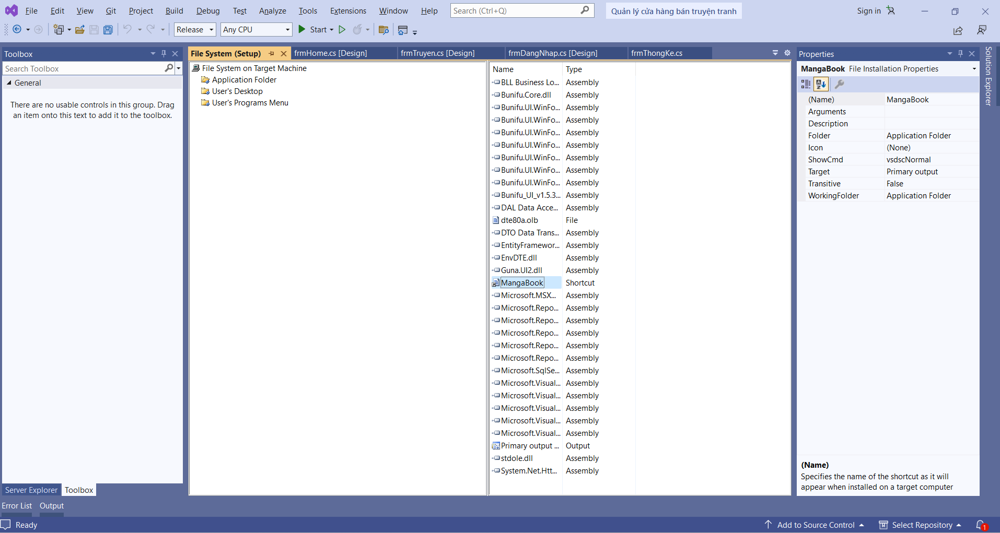 File Edit View Git Project Build Debug Test Analyze Tools Extensions Window Help Search (Ctrl+Q) Quản lý cửa hàng bán truyện tranh Sign in
Release Any CPU Start
Toolbox
Search Toolbox
General
There are no usable controls in this group. Drag
an item onto this text to add it to the toolbox.
Server Explorer Toolbox
File System (Setup) frmHome.cs [Design] frmTruyen.cs [Design] frmDangNhap.cs [Design] frmThongKe.cs
File System on Target Machine
Application Folder
User's Desktop
User's Programs Menu
Name Type
BLL Business Lo... Assembly
Bunifu.Core.dll Assembly
Bunifu.UI.WinFo... Assembly
Bunifu.UI.WinFo... Assembly
Bunifu.UI.WinFo... Assembly
Bunifu.UI.WinFo... Assembly
Bunifu.UI.WinFo... Assembly
Bunifu.UI.WinFo... Assembly
Bunifu.UI.WinFo... Assembly
Bunifu_UI_v1.5.3... Assembly
DAL Data Acce... Assembly
dte80a.olb File
DTO Data Trans... Assembly
EntityFramewor... Assembly
EnvDTE.dll Assembly
Guna.UI2.dll Assembly
MangaBook Shortcut
Microsoft.MSX... Assembly
Microsoft.Repo... Assembly
Microsoft.Repo... Assembly
Microsoft.Repo... Assembly
Microsoft.Repo... Assembly
Microsoft.Repo... Assembly
Microsoft.SqlSe... Assembly
Microsoft.Visual... Assembly
Microsoft.Visual... Assembly
Microsoft.Visual... Assembly
Microsoft.Visual... Assembly
Microsoft.Visual... Assembly
Primary output ... Output
stdole.dll Assembly
System.Net.Htt... Assembly
Properties
MangaBook File Installation Properties
(Name) MangaBook
Arguments
Description
Folder Application Folder
Icon (None)
ShowCmd vsdscNormal
Target Primary output
Transitive False
WorkingFolder Application Folder
(Name)
Specifies the name of the shortcut as it will
appear when installed on a target computer
Solution Explorer
Error List Output
Ready Add to Source Control Select Repository 1